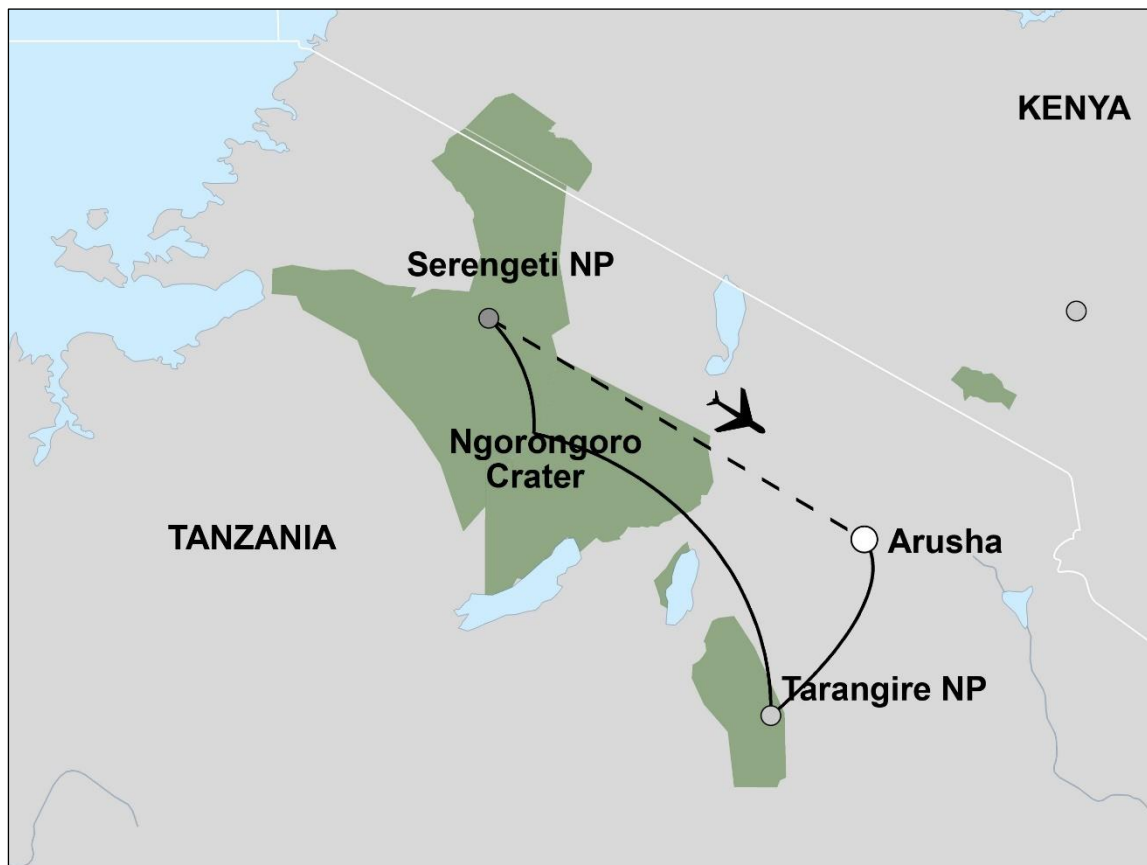 KENYA
Serengeti NP
Ngorongoro
Crater
TANZANIA
Arusha
Tarangire NP